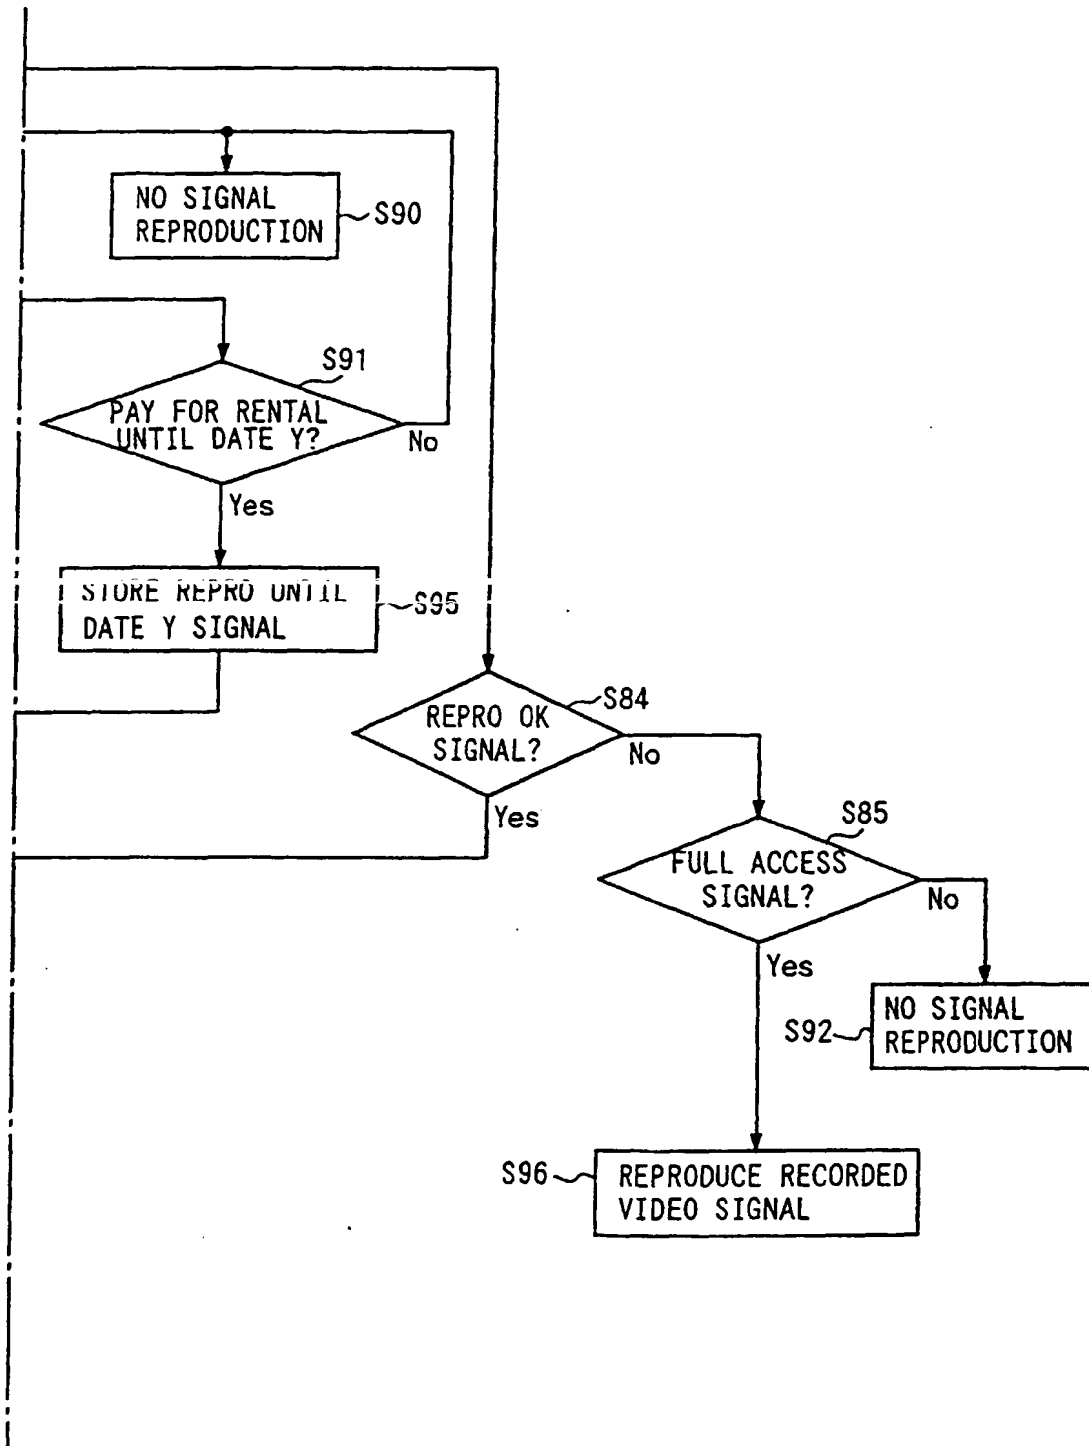 NO SIGNAL
REPRODUCTION
S90
S91
PAY FOR RENTAL
UNTIL DATE Y?
No
Yes
STORE REPRO UNTIL
DATE Y SIGNAL
S95
S84
REPRO OK
SIGNAL?
No
Yes
S85
FULL ACCESS
SIGNAL?
No
Yes
S92
NO SIGNAL
REPRODUCTION
S96
REPRODUCE RECORDED
VIDEO SIGNAL